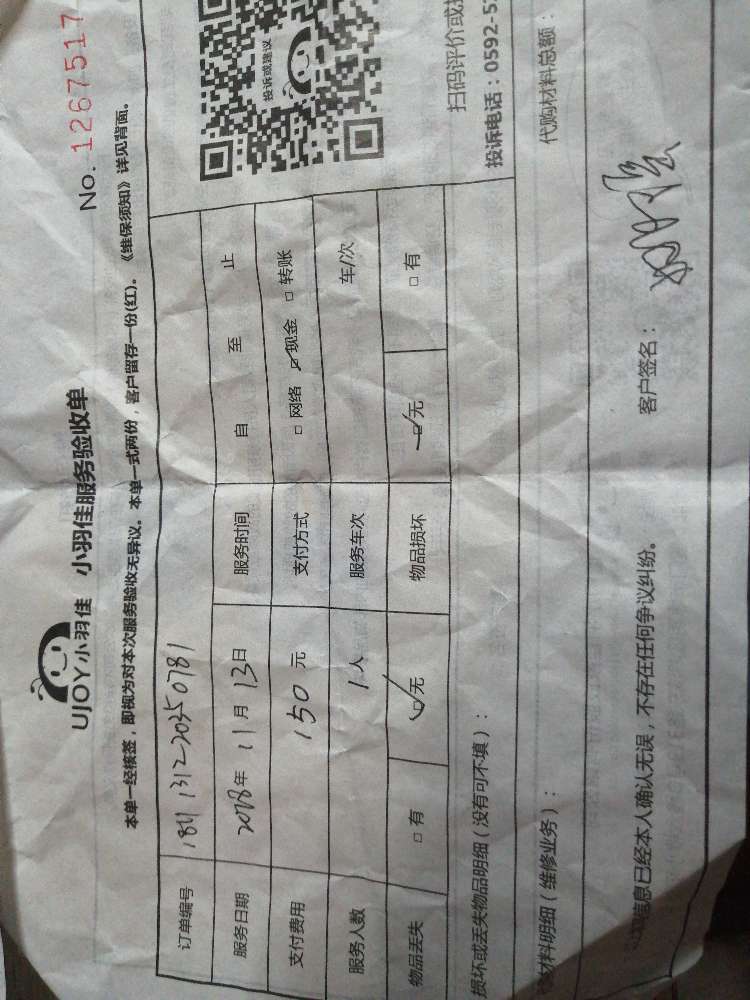 UJOY小羽佳 小羽佳服务验收单
No. 1267517
本单一经核签，即视为对本次服务验收无异议。本单一式两份，客户留存一份(红)。《维保须知》详见背面。
订单编号 1811131220350781
服务日期 2018年 11月 13日 服务时间 自 至 止
支付费用 150元 支付方式 □网络 ☑现金 □转账
服务人数 1人 服务车次 车/次
物品丢失 □有 ☑无 物品损坏 ☑无 □有
投诉或建议
损坏或丢失物品明细（没有可不填）：
扫码评价或
投诉电话：0592-5
材料明细（维修业务）：
代购材料总额：
信息已经本人确认无误，不存在任何争议纠纷。
客户签名：